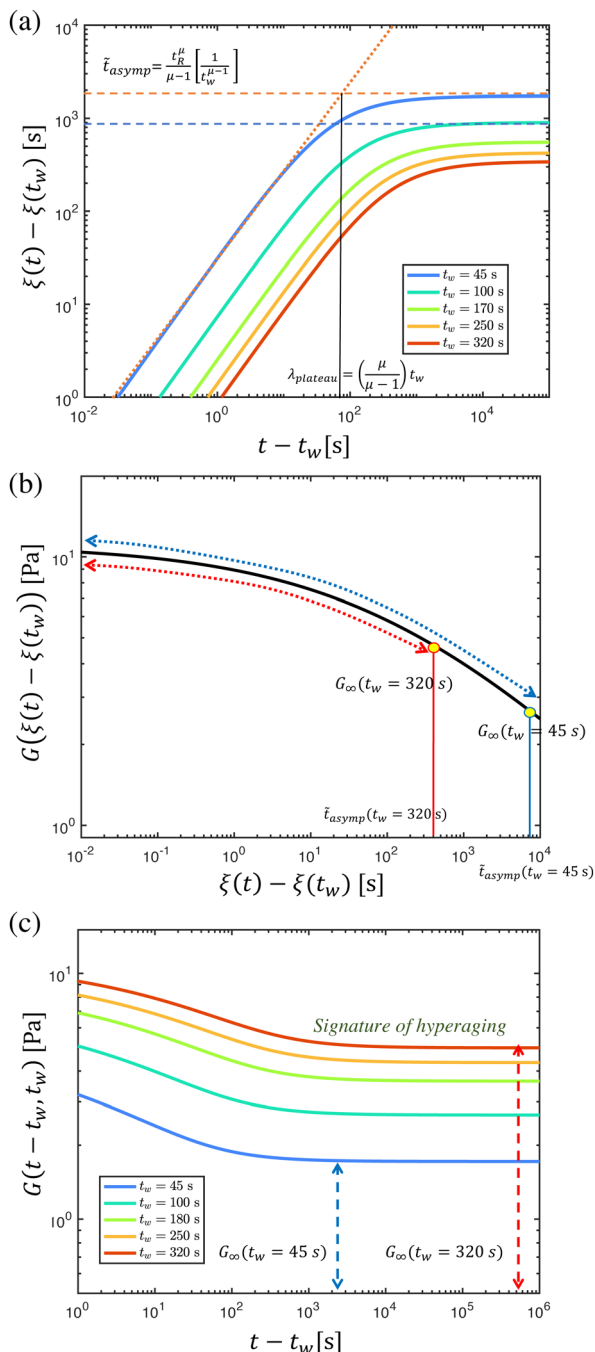 (a)
10^4
10^3
10^2
10^1
10^0
ξ(t) − ξ(t_w) [s]
t̃_asymp = t_R^μ/(μ−1) [1/t_w^(μ−1)]
t_w = 45 s
t_w = 100 s
t_w = 170 s
t_w = 250 s
t_w = 320 s
λ_plateau = (μ/(μ−1)) t_w
10^-2 10^0 10^2 10^4
t − t_w[s]
(b)
10^1
10^0
G(ξ(t) − ξ(t_w)) [Pa]
G_∞(t_w = 320 s)
G_∞(t_w = 45 s)
t̃_asymp(t_w = 320 s)
10^-2 10^-1 10^0 10^1 10^2 10^3 10^4
ξ(t) − ξ(t_w) [s]
t̃_asymp(t_w = 45 s)
(c)
10^1
10^0
G(t − t_w, t_w) [Pa]
Signature of hyperaging
t_w = 45 s
t_w = 100 s
t_w = 180 s
t_w = 250 s
t_w = 320 s
G_∞(t_w = 45 s)
G_∞(t_w = 320 s)
10^0 10^1 10^2 10^3 10^4 10^5 10^6
t − t_w[s]